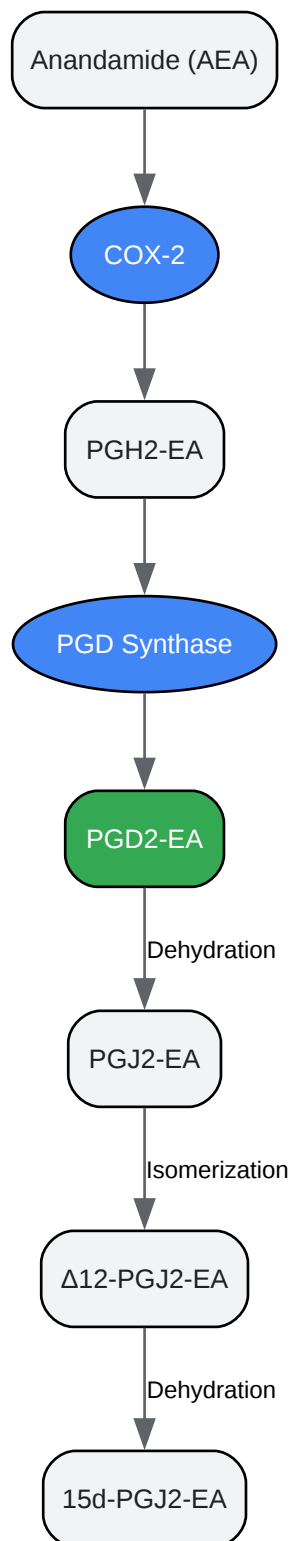 Anandamide (AEA)
COX-2
PGH2-EA
PGD Synthase
PGD2-EA
Dehydration
PGJ2-EA
Isomerization
Δ12-PGJ2-EA
Dehydration
15d-PGJ2-EA